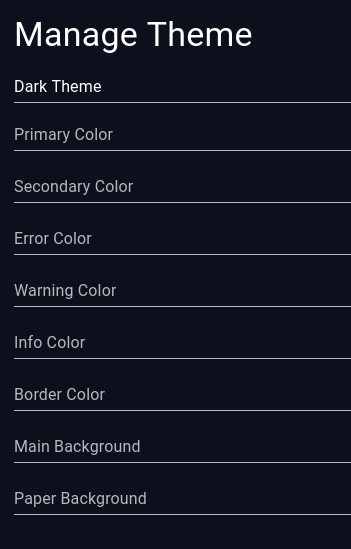 Manage Theme
Dark Theme
Primary Color
Secondary Color
Error Color
Warning Color
Info Color
Border Color
Main Background
Paper Background